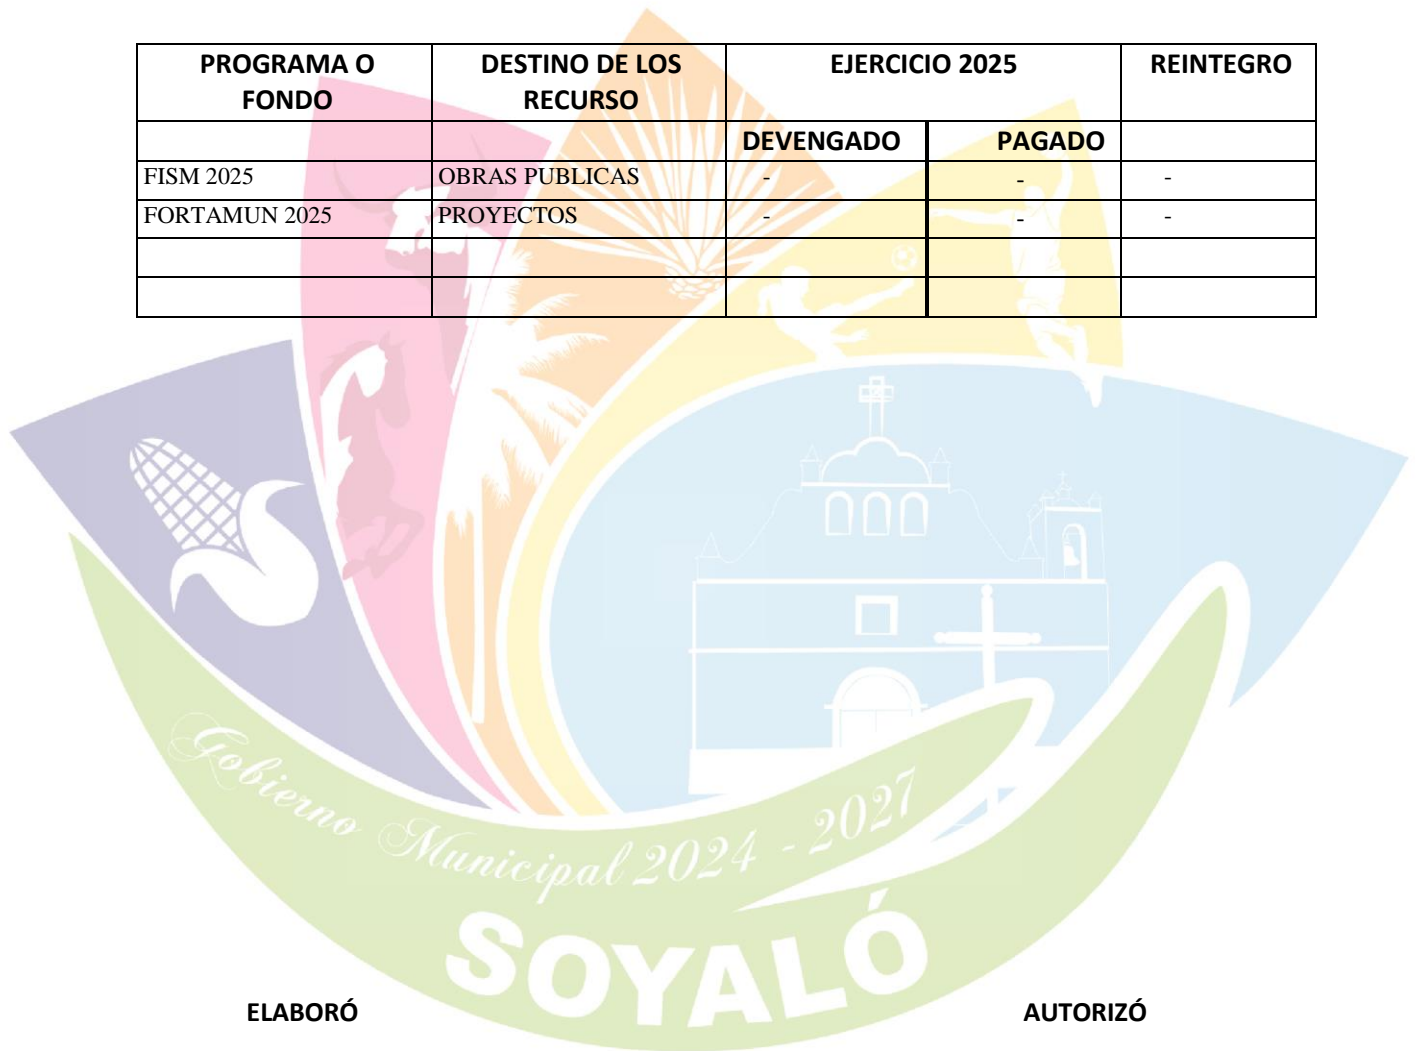 PROGRAMA O FONDO DESTINO DE LOS RECURSO EJERCICIO 2025 REINTEGRO
DEVENGADO PAGADO
FISM 2025 OBRAS PUBLICAS - - -
FORTAMUN 2025 PROYECTOS - - -
Gobierno Municipal 2024 - 2027
SOYALÓ
ELABORÓ AUTORIZÓ